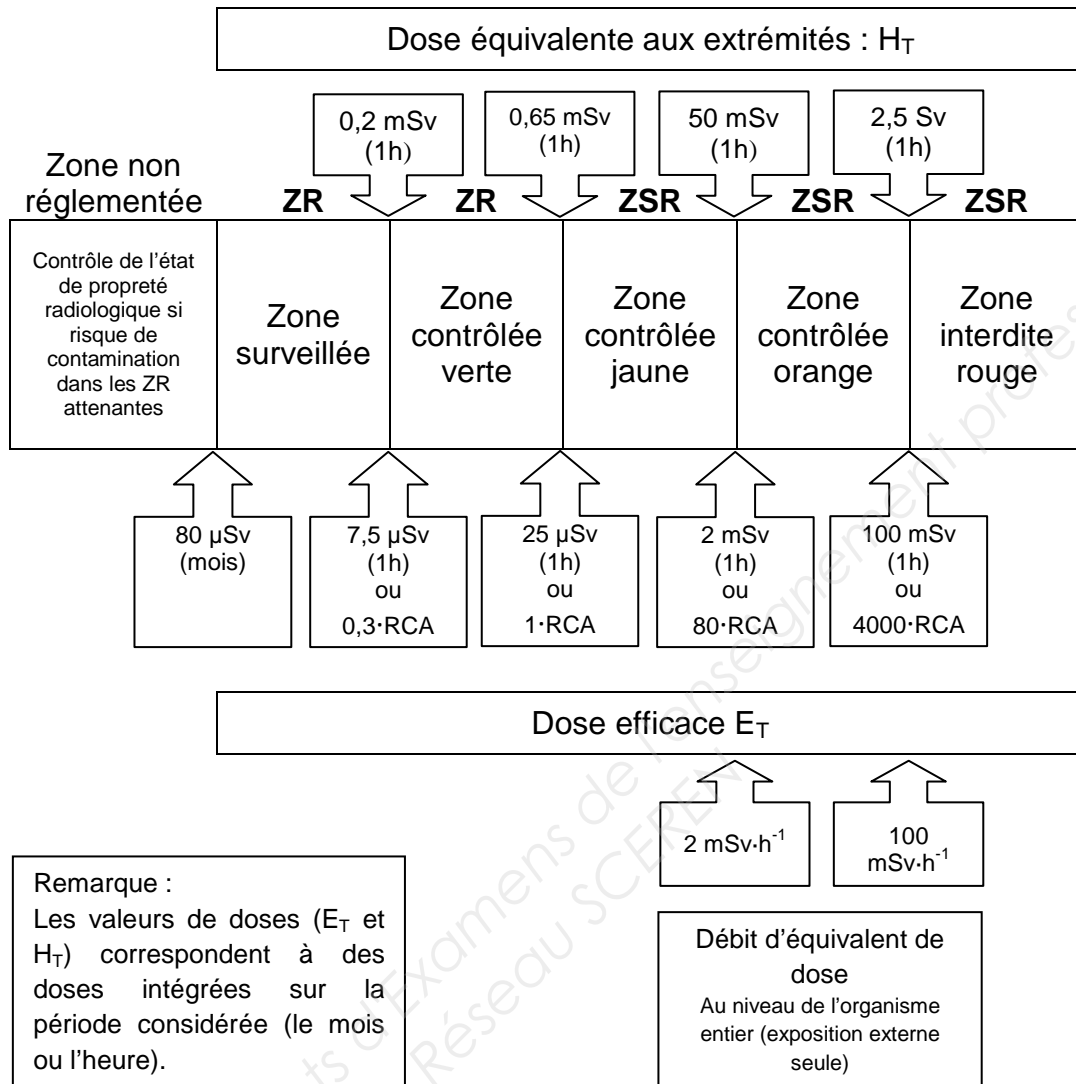 Dose équivalente aux extrémités : HT
0,2 mSv
(1h)
0,65 mSv
(1h)
50 mSv
(1h)
2,5 Sv
(1h)
Zone non
réglementée
ZR
ZR
ZSR
ZSR
ZSR
Contrôle de l'état
de propreté
radiologique si
risque de
contamination
dans les ZR
attenantes
Zone
surveillée
Zone
contrôlée
verte
Zone
contrôlée
jaune
Zone
contrôlée
orange
Zone
interdite
rouge
80 µSv
(mois)
7,5 µSv
(1h)
ou
0,3·RCA
25 µSv
(1h)
ou
1·RCA
2 mSv
(1h)
ou
80·RCA
100 mSv
(1h)
ou
4000·RCA
Dose efficace ET
2 mSv·h-1
100
mSv·h-1
Remarque :
Les valeurs de doses (ET et
HT) correspondent à des
doses intégrées sur la
période considérée (le mois
ou l'heure).
Débit d'équivalent de
dose
Au niveau de l'organisme
entier (exposition externe
seule)
d'Examens de l'enseignement
Réseau SCEREN